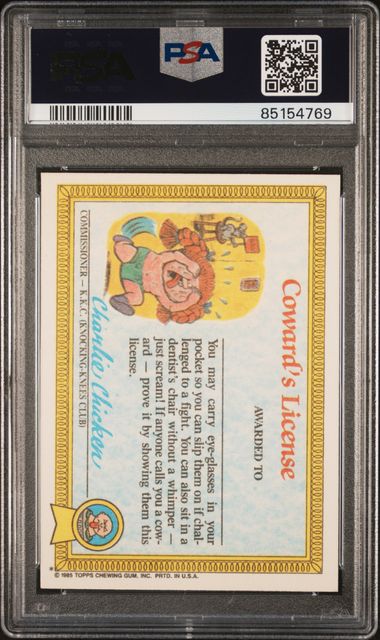 PSA
85154769
Coward's License
AWARDED TO
You may carry eye-glasses in your
pocket so you can slip them on if chal-
lenged to a fight. You can also sit in a
dentist's chair without a whimper —
just scream! If anyone calls you a cow-
ard — prove it by showing them this
license.
Charlie Chicken
COMMISSIONER — K.K.C. (KNOCKING-KNEES CLUB)
* © 1985 TOPPS CHEWING GUM, INC. PRTD. IN U.S.A.